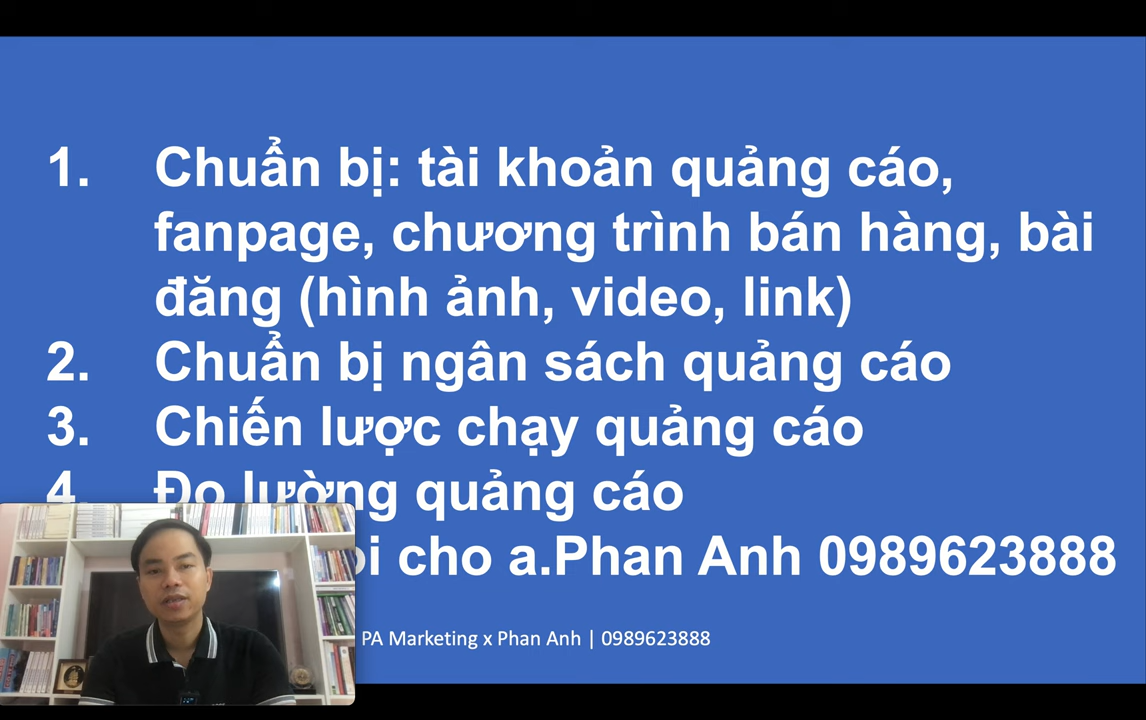 1. Chuẩn bị: tài khoản quảng cáo,
fanpage, chương trình bán hàng, bài
đăng (hình ảnh, video, link)
2. Chuẩn bị ngân sách quảng cáo
3. Chiến lược chạy quảng cáo
4. Đo lường quảng cáo
cho a.Phan Anh 0989623888
PA Marketing x Phan Anh | 0989623888